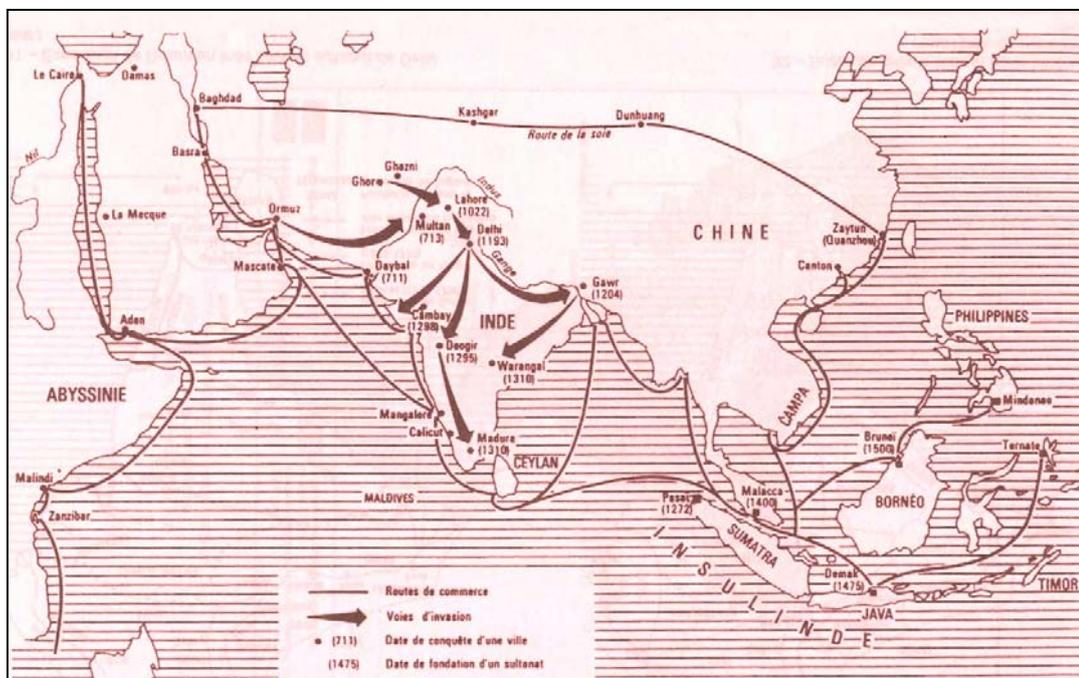 Le Caire
Damas
Baghdad
Kashgar
Dunhuang
Route de la soie
Nil
Basra
Ghazni
Ghor
Indus
Lahore
(1022)
La Macque
Ormuz
Multan
(713)
Delhi
(1193)
CHINE
Zaytun
(Quanzhou)
Mascate
Daybal
(711)
Gange
Gawr
(1204)
Canton
Aden
Cambay
(1298)
INDE
PHILIPPINES
Deogir
(1295)
Warangal
(1310)
ABYSSINIE
CAMPA
Mindanao
Mangalere
Calicut
Madura
(1310)
CEYLAN
Bruneï
(1500)
Ternate
Malindi
MALDIVES
Pasai
(1272)
Malacca
(1400)
BORNÉO
Zanzibar
SUMATRA
INSULINDE
Demak
(1475)
TIMOR
JAVA
Routes de commerce
Voies d'invasion
(711) Date de conquête d'une ville
(1475) Date de fondation d'un sultanat